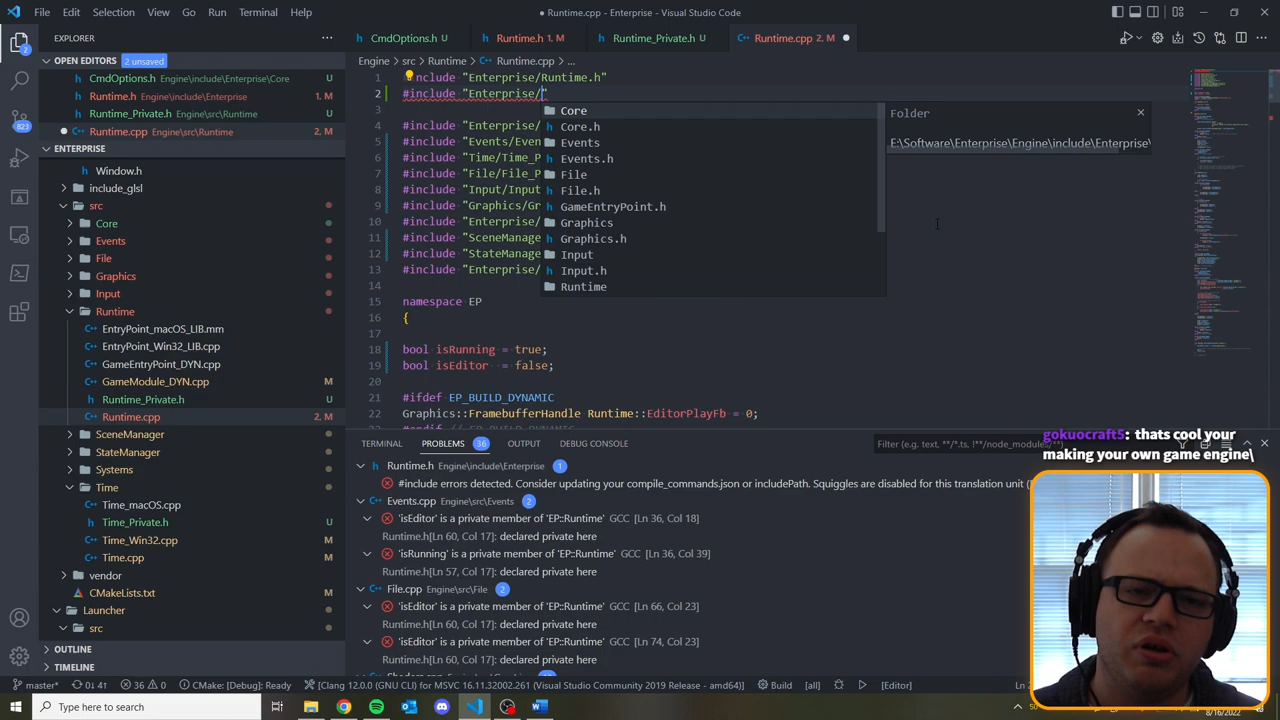 File Edit Selection View Go Run Terminal Help
● Runtime.cpp - Enterprise - Visual Studio Code
EXPLORER
OPEN EDITORS 2 unsaved
CmdOptions.h Engine\include\Enterprise\Core U
Runtime.h Engine\include\Enterprise 1, M
Runtime_Private.h Engine\src\Runtime U
Runtime.cpp Engine\src\Runtime 2, M
ENTERPRISE
Window.h
include_glsl
src
Core
Events
File
Graphics
Input
Runtime
EntryPoint_macOS_LIB.mm
EntryPoint_Win32_LIB.cpp
GameEntryPoint_DYN.cpp
GameModule_DYN.cpp M
Runtime_Private.h U
Runtime.cpp 2, M
SceneManager
StateManager
Systems
Time
Time_macOS.cpp
Time_Private.h U
Time_Win32.cpp M
Time.cpp
vendor
CMakeLists.txt
Launcher
src
OUTLINE
TIMELINE
2
823
CmdOptions.h U
Runtime.h 1, M
Runtime_Private.h U
Runtime.cpp 2, M
Engine > src > Runtime > Runtime.cpp > ...
1 #include "Enterprise/Runtime.h"
2 #include "Enterprise/"
3
4 #include "Enterprise/
5 #include "Events/Even
6 #include "Time/Time_P
7 #include "File/
8 #include "Input/Input
9 #include "Graphics/Gr
10 #include "Enterprise/
11 #include "SceneManage
12 #include "StateManage
13 #include "Enterprise/
14
15 namespace EP
16 {
17
18 bool isRunning = true;
19 bool isEditor = false;
20
21 #ifdef EP_BUILD_DYNAMIC
22 Graphics::FramebufferHandle Runtime::EditorPlayFb = 0;
Core
Core.h
Events
Events.h
File
File.h
GameEntryPoint.h
Graphics
Graphics.h
Input
Input.h
Runtime
Folder
E:\Software\Enterprise\Engine\include\Enterprise\
TERMINAL PROBLEMS 36 OUTPUT DEBUG CONSOLE
Filter (e.g. text, **/*.ts, !**/node_modules/**)
Runtime.h Engine\include\Enterprise 1
#include errors detected. Consider updating your compile_commands.json or includePath. Squiggles are disabled for this translation unit (
Events.cpp Engine\src\Events 2
'isEditor' is a private member of 'EP::Runtime' GCC [Ln 36, Col 18]
Runtime.h[Ln 60, Col 17]: declared private here
'isRunning' is a private member of 'EP::Runtime' GCC [Ln 36, Col 39]
Runtime.h[Ln 57, Col 17]: declared private here
File.cpp Engine\src\File 2
'isEditor' is a private member of 'EP::Runtime' GCC [Ln 66, Col 23]
Runtime.h[Ln 60, Col 17]: declared private here
'isEditor' is a private member of 'EP::Runtime' GCC [Ln 74, Col 23]
Runtime.h[Ln 60, Col 17]: declared private here
gokuocraft5: thats cool your
making your own game engine\
master* 0↓ 4↑ 36 0 CMake: [Debug]: Ready [Clang 12.0.0 (GNU CLI) for MSVC 16.11.32002.261 (Visual Studio Community 2019 Release - amd64)] Build [all] [Editor]
Type here to search
8/16/2022